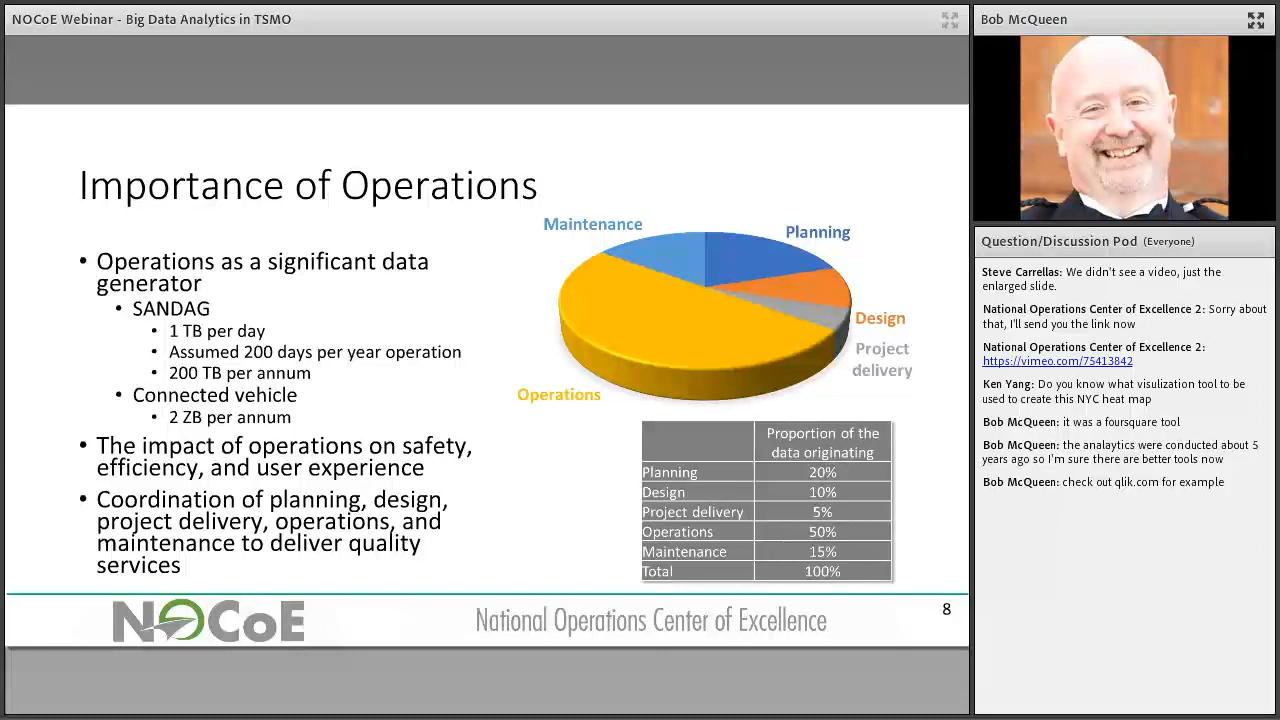 NOCoE Webinar - Big Data Analytics in TSMO
Importance of Operations
• Operations as a significant data
generator
• SANDAG
• 1 TB per day
• Assumed 200 days per year operation
• 200 TB per annum
• Connected vehicle
• 2 ZB per annum
• The impact of operations on safety,
efficiency, and user experience
• Coordination of planning, design,
project delivery, operations, and
maintenance to deliver quality
services
Maintenance
Planning
Design
Project
delivery
Operations
Proportion of the
data originating
Planning 20%
Design 10%
Project delivery 5%
Operations 50%
Maintenance 15%
Total 100%
NOCoE
National Operations Center of Excellence
8
Bob McQueen
Question/Discussion Pod (Everyone)
Steve Carrellas: We didn't see a video, just the
enlarged slide.
National Operations Center of Excellence 2: Sorry about
that, I'll send you the link now
National Operations Center of Excellence 2:
https://vimeo.com/75413842
Ken Yang: Do you know what visulization tool to be
used to create this NYC heat map
Bob McQueen: it was a foursquare tool
Bob McQueen: the analaytics were conducted about 5
years ago so I'm sure there are better tools now
Bob McQueen: check out qlik.com for example